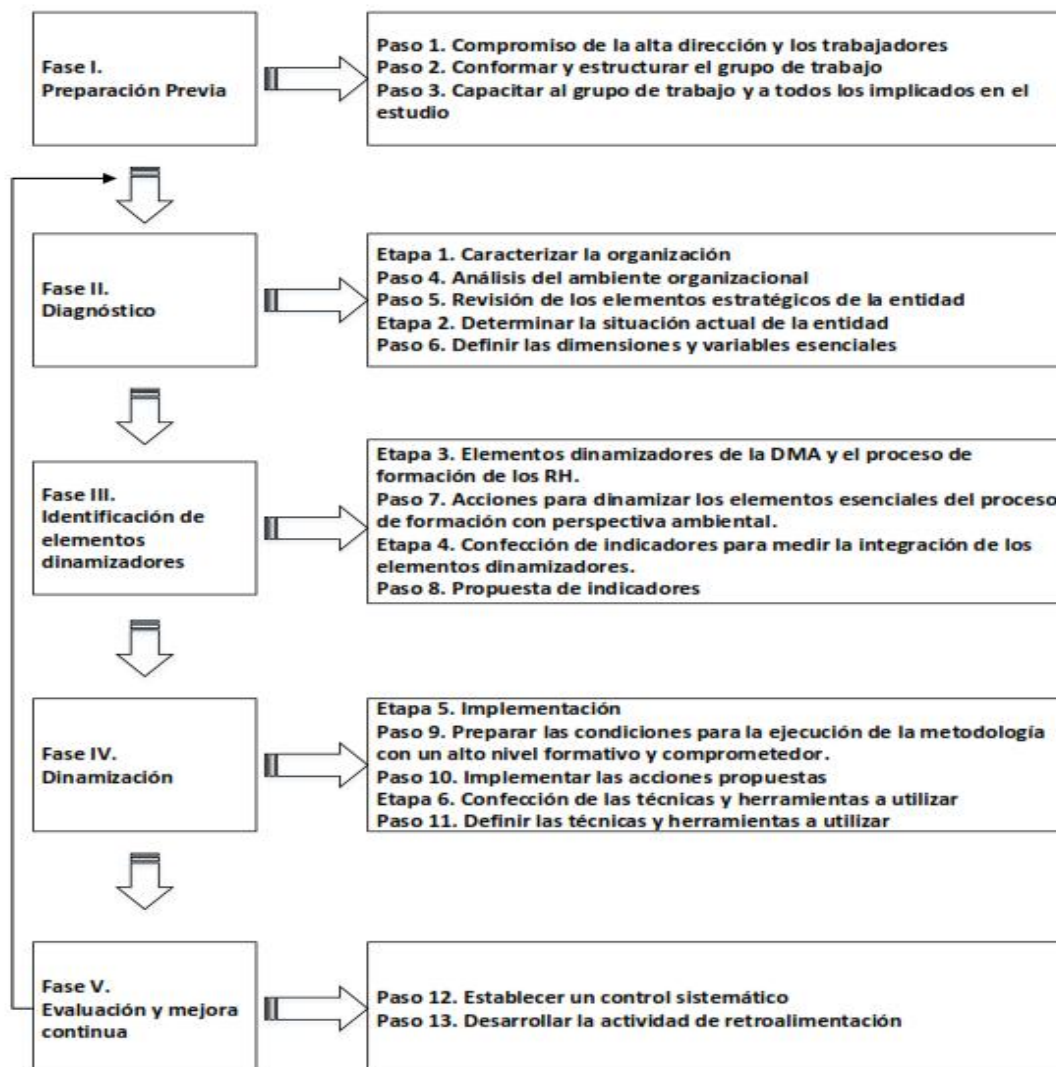 Fase I.
Preparación Previa
Paso 1. Compromiso de la alta dirección y los trabajadores
Paso 2. Conformar y estructurar el grupo de trabajo
Paso 3. Capacitar al grupo de trabajo y a todos los implicados en el
estudio
Fase II.
Diagnóstico
Etapa 1. Caracterizar la organización
Paso 4. Análisis del ambiente organizacional
Paso 5. Revisión de los elementos estratégicos de la entidad
Etapa 2. Determinar la situación actual de la entidad
Paso 6. Definir las dimensiones y variables esenciales
Fase III.
Identificación de
elementos
dinamizadores
Etapa 3. Elementos dinamizadores de la DMA y el proceso de
formación de los RH.
Paso 7. Acciones para dinamizar los elementos esenciales del proceso
de formación con perspectiva ambiental.
Etapa 4. Confección de indicadores para medir la integración de los
elementos dinamizadores.
Paso 8. Propuesta de indicadores
Fase IV.
Dinamización
Etapa 5. Implementación
Paso 9. Preparar las condiciones para la ejecución de la metodología
con un alto nivel formativo y comprometedor.
Paso 10. Implementar las acciones propuestas
Etapa 6. Confección de las técnicas y herramientas a utilizar
Paso 11. Definir las técnicas y herramientas a utilizar
Fase V.
Evaluación y mejora
continua
Paso 12. Establecer un control sistemático
Paso 13. Desarrollar la actividad de retroalimentación